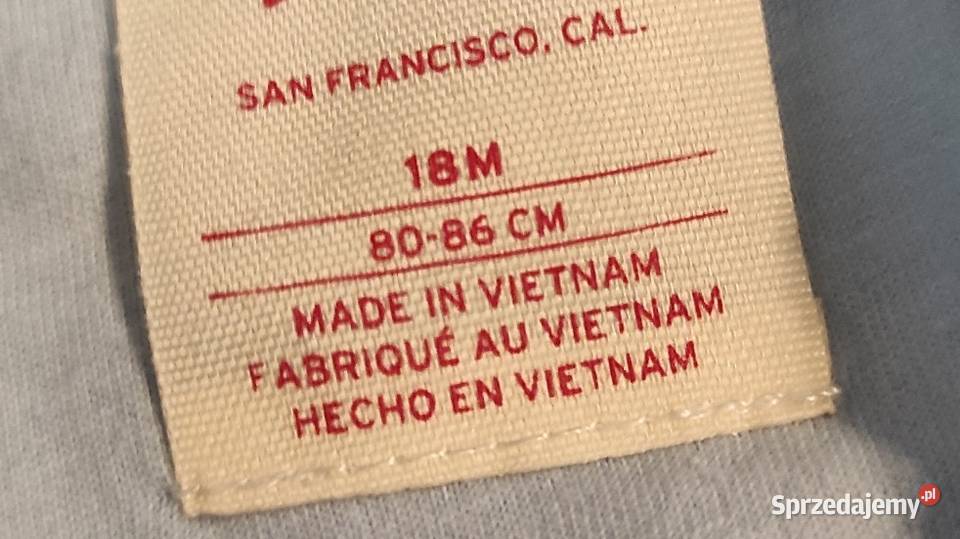 SAN FRANCISCO, CAL.
18M
80-86 CM
MADE IN VIETNAM
FABRIQUÉ AU VIETNAM
HECHO EN VIETNAM
Sprzedajemy.pl